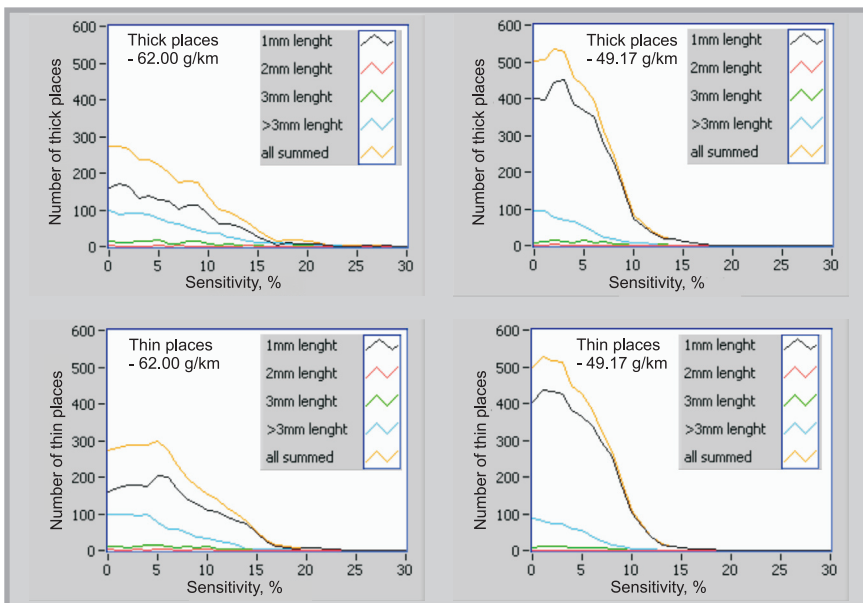 600
500
400
300
200
100
0
Number of thick places
Thick places
- 62.00 g/km
1mm lenght
2mm lenght
3mm lenght
>3mm lenght
all summed
0 5 10 15 20 25 30
Sensitivity, %
600
500
400
300
200
100
0
Number of thick places
Thick places
- 49.17 g/km
1mm lenght
2mm lenght
3mm lenght
>3mm lenght
all summed
0 5 10 15 20 25 30
Sensitivity, %
600
500
400
300
200
100
0
Number of thin places
Thin places
- 62.00 g/km
1mm lenght
2mm lenght
3mm lenght
>3mm lenght
all summed
0 5 10 15 20 25 30
Sensitivity, %
600
500
400
300
200
100
0
Number of thin places
Thin places
- 49.17 g/km
1mm lenght
2mm lenght
3mm lenght
>3mm lenght
all summed
0 5 10 15 20 25 30
Sensitivity, %